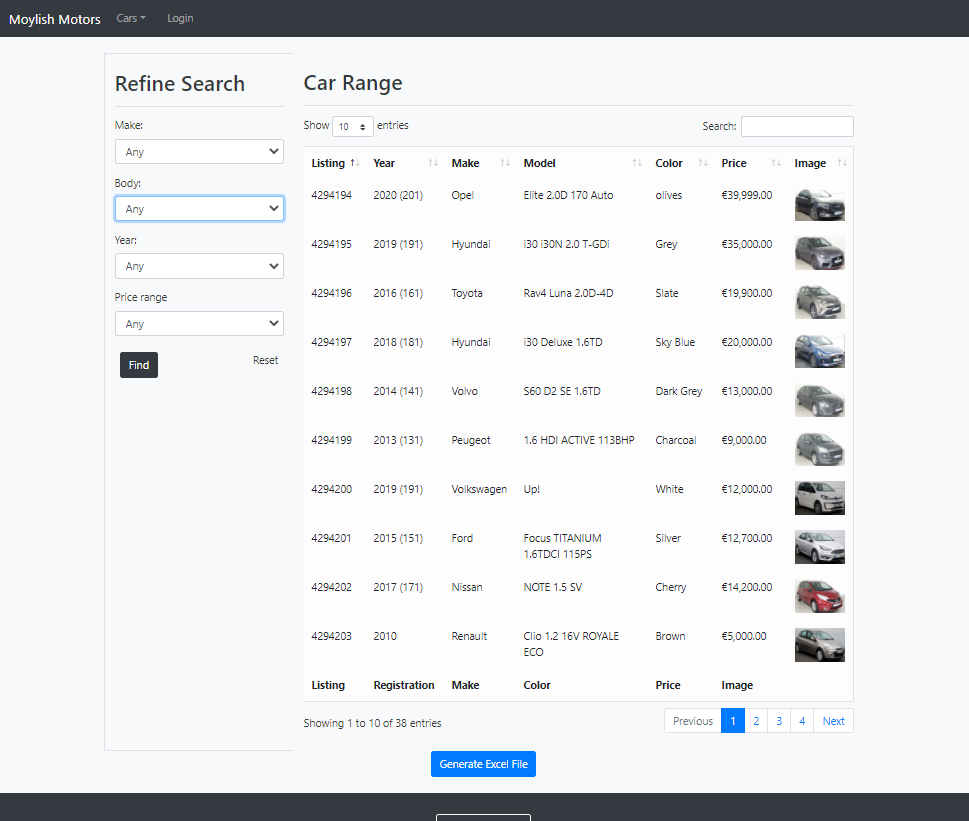 Moylish Motors Cars Login
Refine Search
Make:
Any
Body:
Any
Year:
Any
Price range
Any
Find Reset
Car Range
Show 10 entries Search:
Listing Year Make Model Color Price Image
4294194 2020 (201) Opel Elite 2.0D 170 Auto olives €39,999.00
4294195 2019 (191) Hyundai i30 i30N 2.0 T-GDi Grey €35,000.00
4294196 2016 (161) Toyota Rav4 Luna 2.0D-4D Slate €19,900.00
4294197 2018 (181) Hyundai i30 Deluxe 1.6TD Sky Blue €20,000.00
4294198 2014 (141) Volvo S60 D2 SE 1.6TD Dark Grey €13,000.00
4294199 2013 (131) Peugeot 1.6 HDI ACTIVE 113BHP Charcoal €9,000.00
4294200 2019 (191) Volkswagen Up! White €12,000.00
4294201 2015 (151) Ford Focus TITANIUM Silver €12,700.00
1.6TDCI 115PS
4294202 2017 (171) Nissan NOTE 1.5 SV Cherry €14,200.00
4294203 2010 Renault Clio 1.2 16V ROYALE Brown €5,000.00
ECO
Listing Registration Make Color Price Image
Showing 1 to 10 of 38 entries Previous 1 2 3 4 Next
Generate Excel File